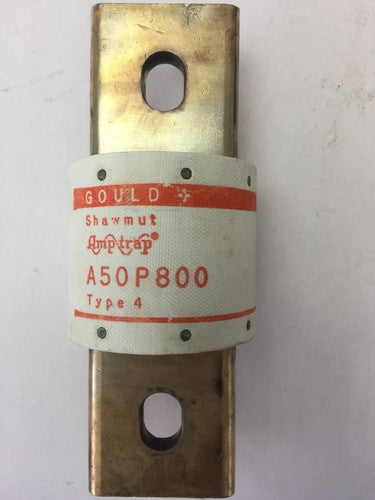 GOULD
Shawmut
Amp-trap®
A50P800
Type 4